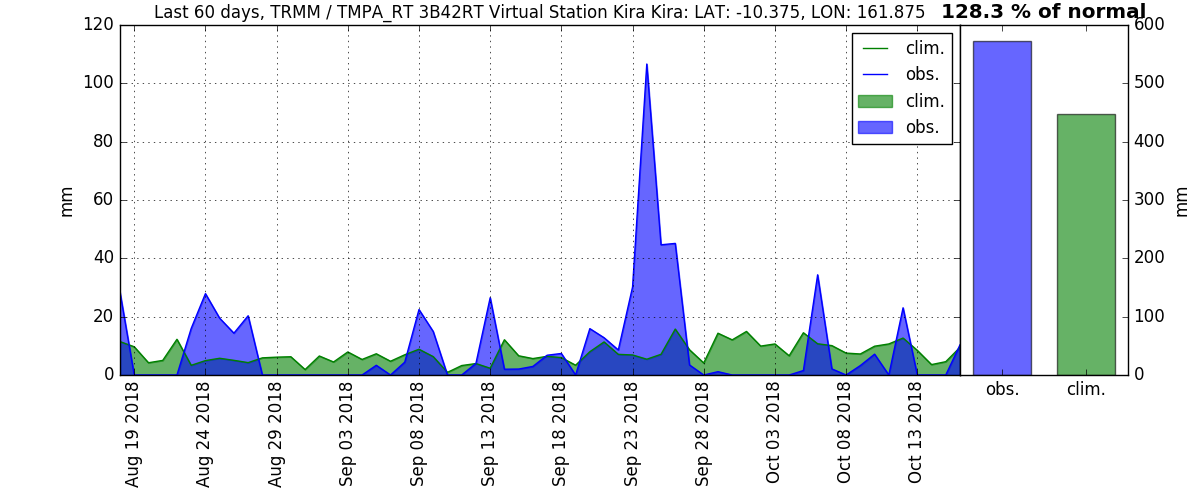 Last 60 days, TRMM / TMPA_RT 3B42RT Virtual Station Kira Kira: LAT: -10.375, LON: 161.875
128.3 % of normal
120
100
80
60
40
20
0
mm
clim.
obs.
clim.
obs.
Aug 19 2018
Aug 24 2018
Aug 29 2018
Sep 03 2018
Sep 08 2018
Sep 13 2018
Sep 18 2018
Sep 23 2018
Sep 28 2018
Oct 03 2018
Oct 08 2018
Oct 13 2018
600
500
400
300
200
100
0
mm
obs.
clim.